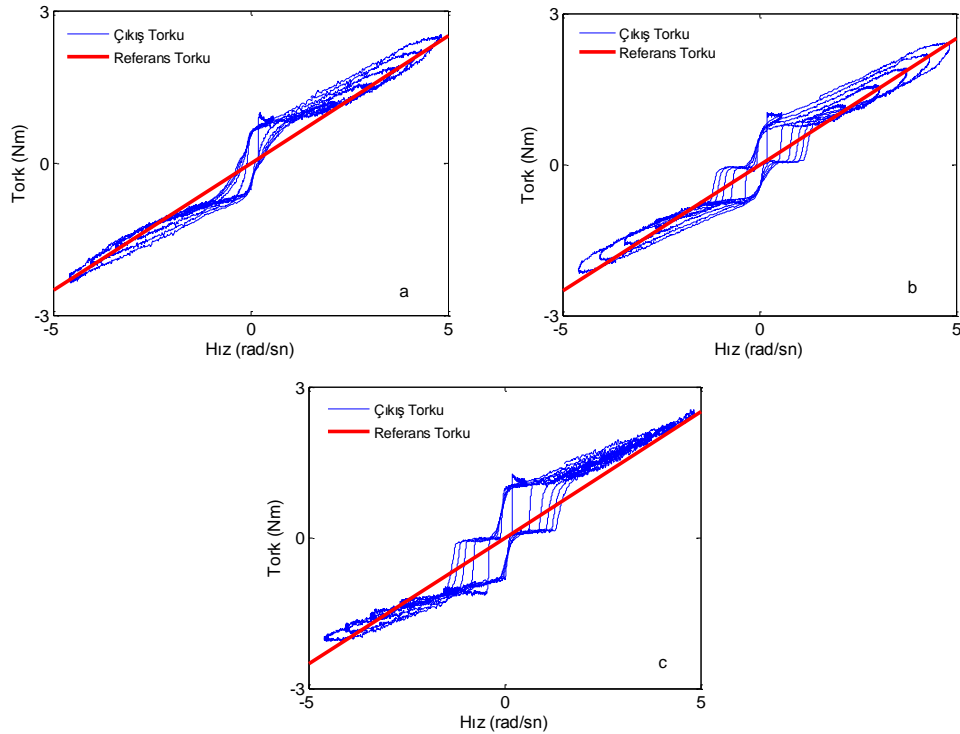 3
Çıkış Torku
Referans Torku
Tork (Nm)
0
a
-3
-5
0
5
Hız (rad/sn)
3
Çıkış Torku
Referans Torku
Tork (Nm)
0
b
-3
-5
0
5
Hız (rad/sn)
3
Çıkış Torku
Referans Torku
Tork (Nm)
0
c
-3
-5
0
5
Hız (rad/sn)